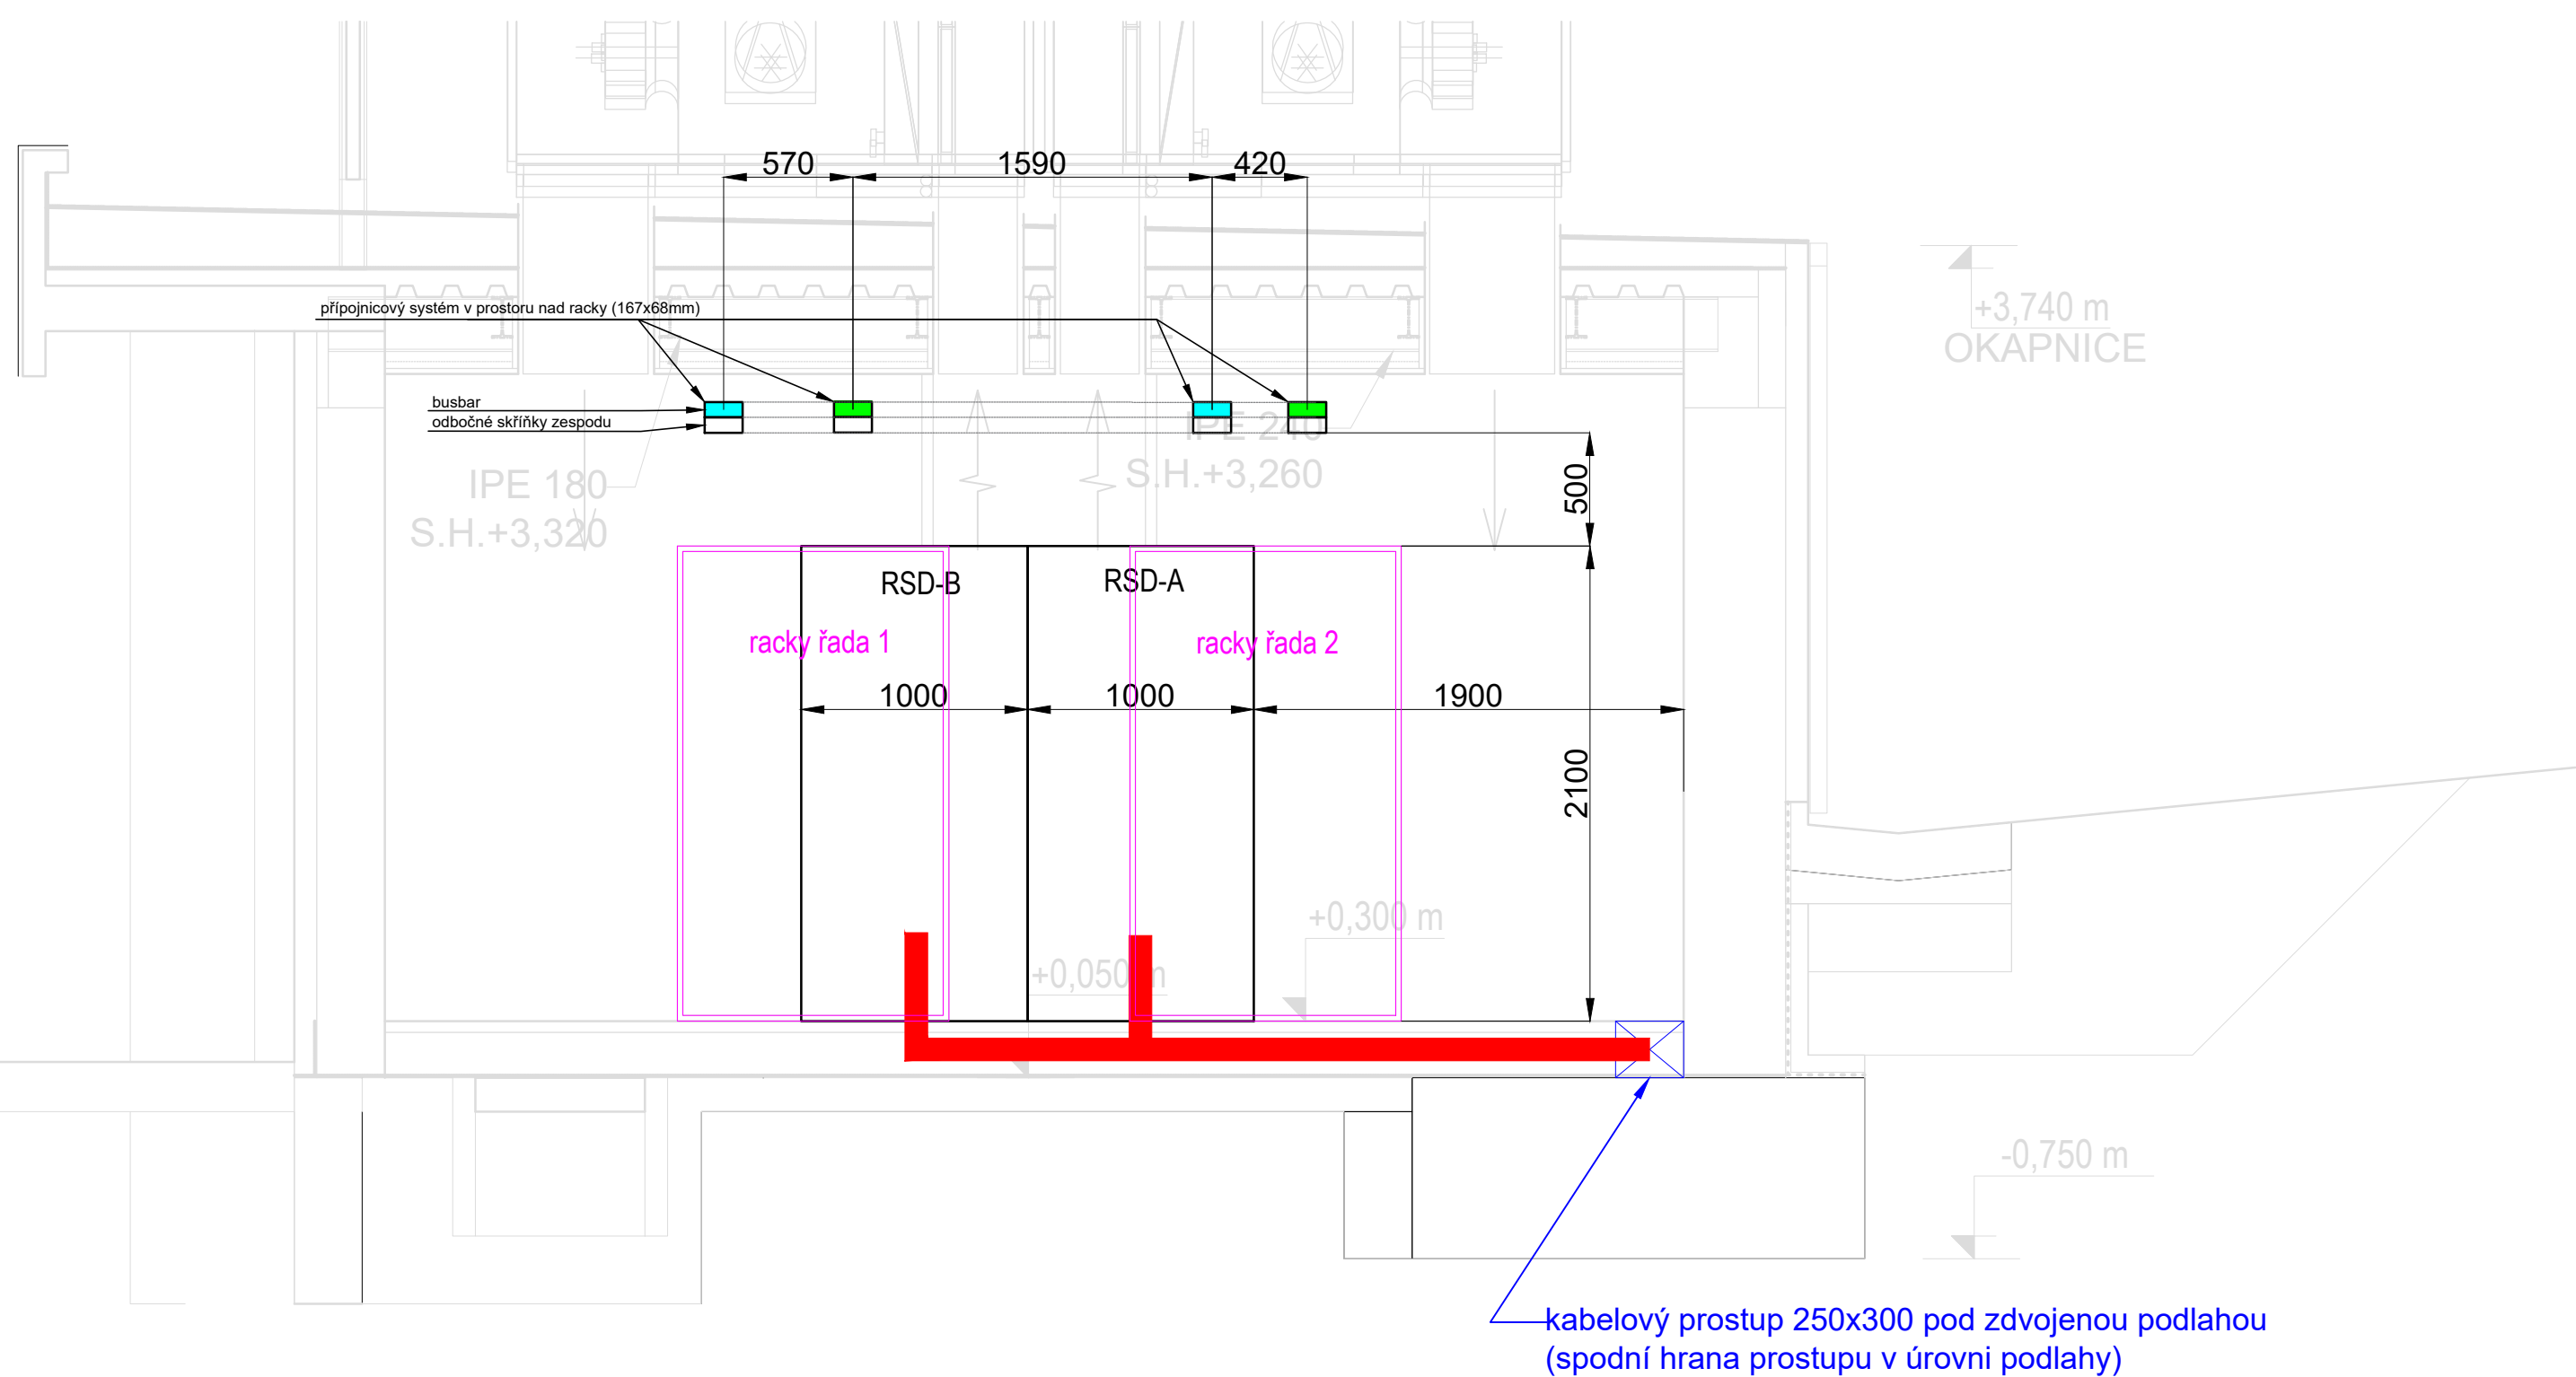 570 1590 420
+3,740 m
OKAPNICE
přípojnicový systém v prostoru nad racky (167x68mm)
busbar
odbočné skříňky zespodu
IPE 240
S.H.+3,260
IPE 180
S.H.+3,320
500
RSD-B RSD-A
racky řada 1 racky řada 2
1000 1000 1900
2100
+0,300 m
+0,050 m
-0,750 m
kabelový prostup 250x300 pod zdvojenou podlahou
(spodní hrana prostupu v úrovni podlahy)